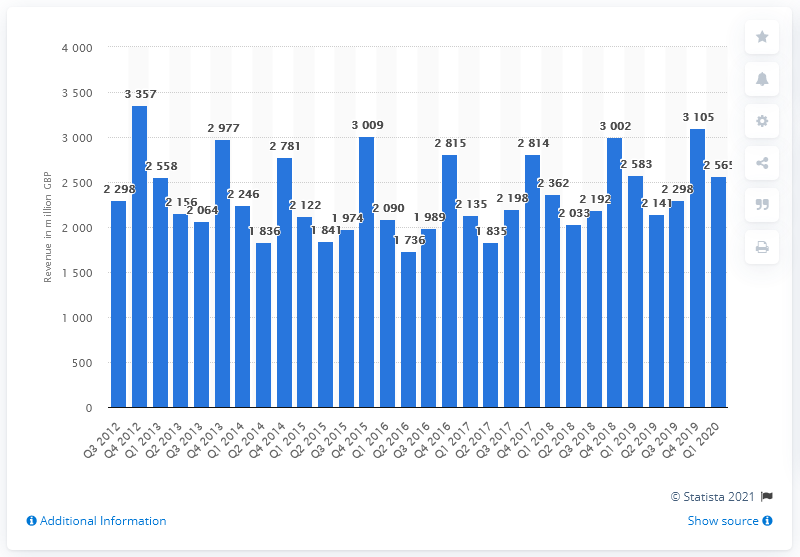 4 000
3 500
3 000
2 500
2 000
1 500
1 000
500
0
Revenue in million GBP
2 298
3 357
2 558
2 156
2 064
2 977
2 246
1 836
2 781
2 122
1 841
1 974
3 009
2 090
1 736
1 989
2 815
2 135
1 835
2 198
2 814
2 362
2 033
2 192
3 002
2 583
2 141
2 298
3 105
2 565
Q3 2012
Q4 2012
Q1 2013
Q2 2013
Q3 2013
Q4 2013
Q1 2014
Q2 2014
Q4 2014
Q1 2015
Q2 2015
Q3 2015
Q4 2015
Q1 2016
Q2 2016
Q3 2016
Q4 2016
Q1 2017
Q2 2017
Q3 2017
Q4 2017
Q1 2018
Q2 2018
Q3 2018
Q4 2018
Q1 2019
Q2 2019
Q3 2019
Q4 2019
Q1 2020
© Statista 2021
Additional Information
Show source